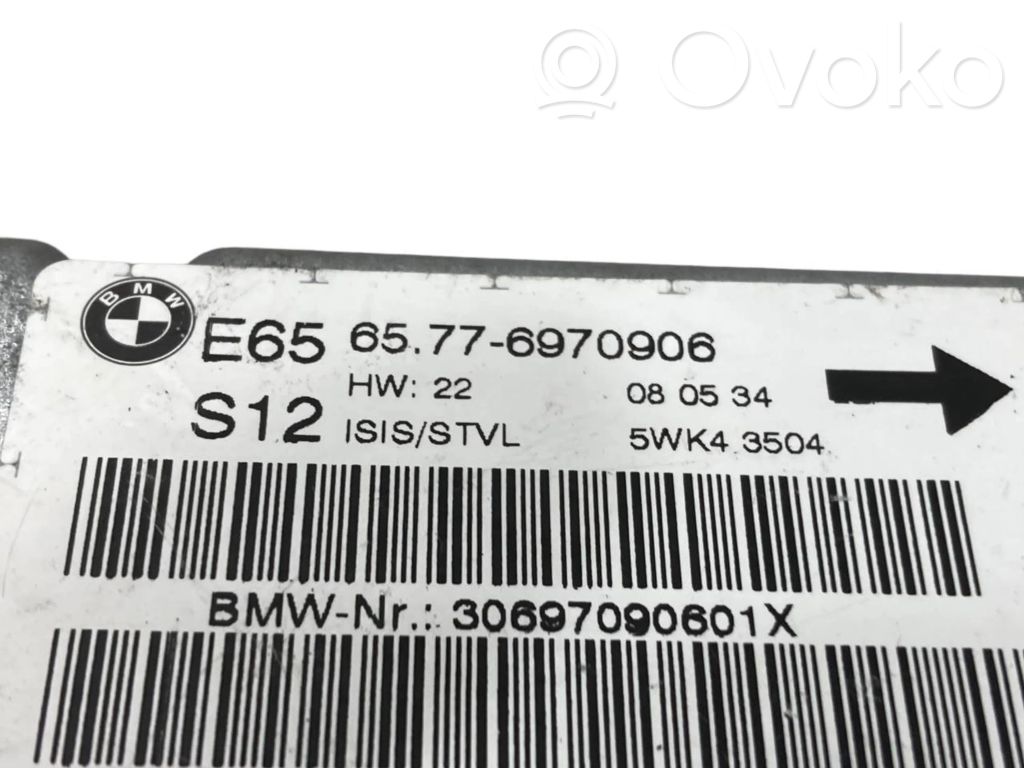 Ovoko
BMW
E65 65.77-6970906
HW: 22 08 05 34
S12 ISIS/STVL 5WK4 3504
BMW-Nr.: 30697090601X